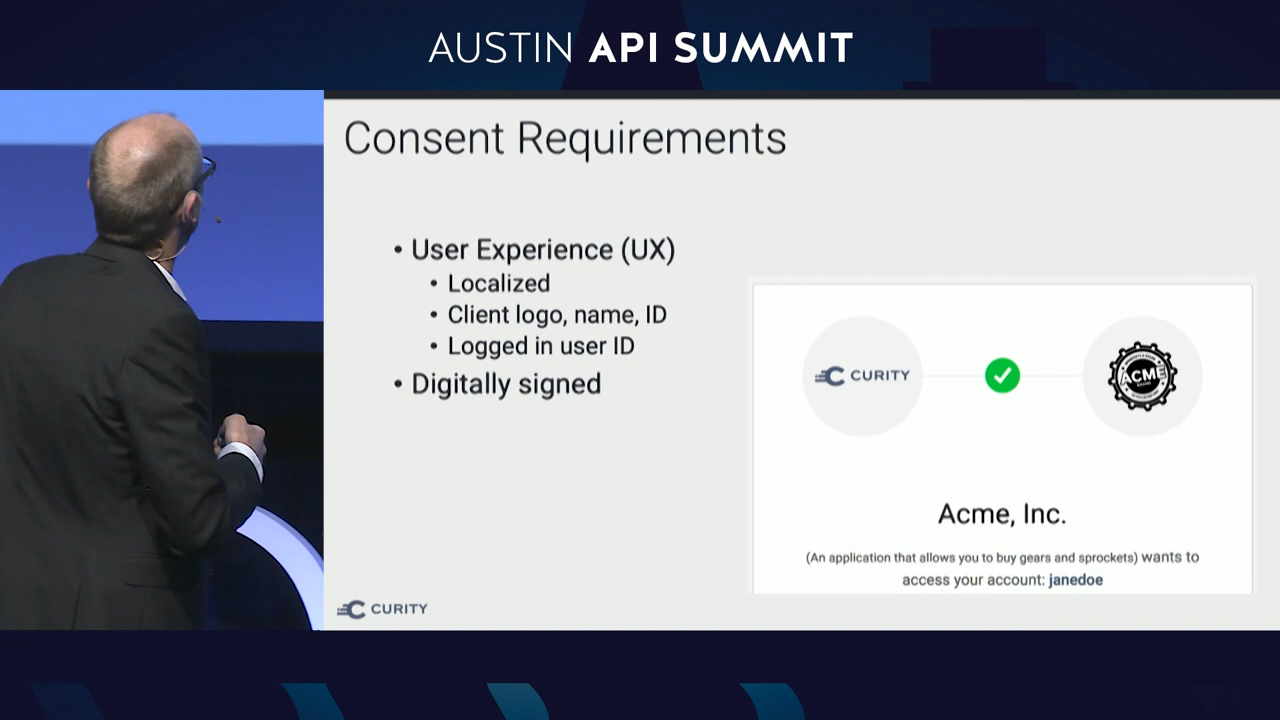 AUSTIN API SUMMIT
Consent Requirements
• User Experience (UX)
• Localized
• Client logo, name, ID
• Logged in user ID
• Digitally signed
CURITY
ACME
Acme, Inc.
(An application that allows you to buy gears and sprockets) wants to
access your account: janedoe
CURITY